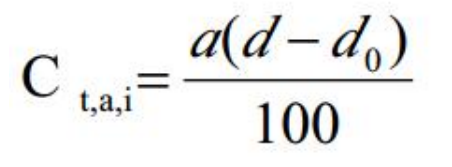 C t,a,i = a(d – d₀) / 100